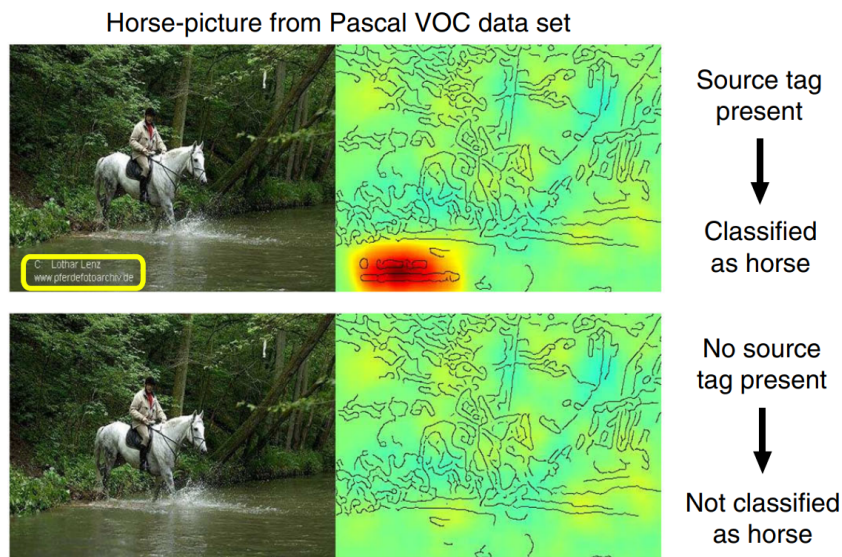 Horse-picture from Pascal VOC data set
Source tag
present
Classified
as horse
C Lothar Lenz
www.pferdefotoarchiv.de
No source
tag present
Not classified
as horse